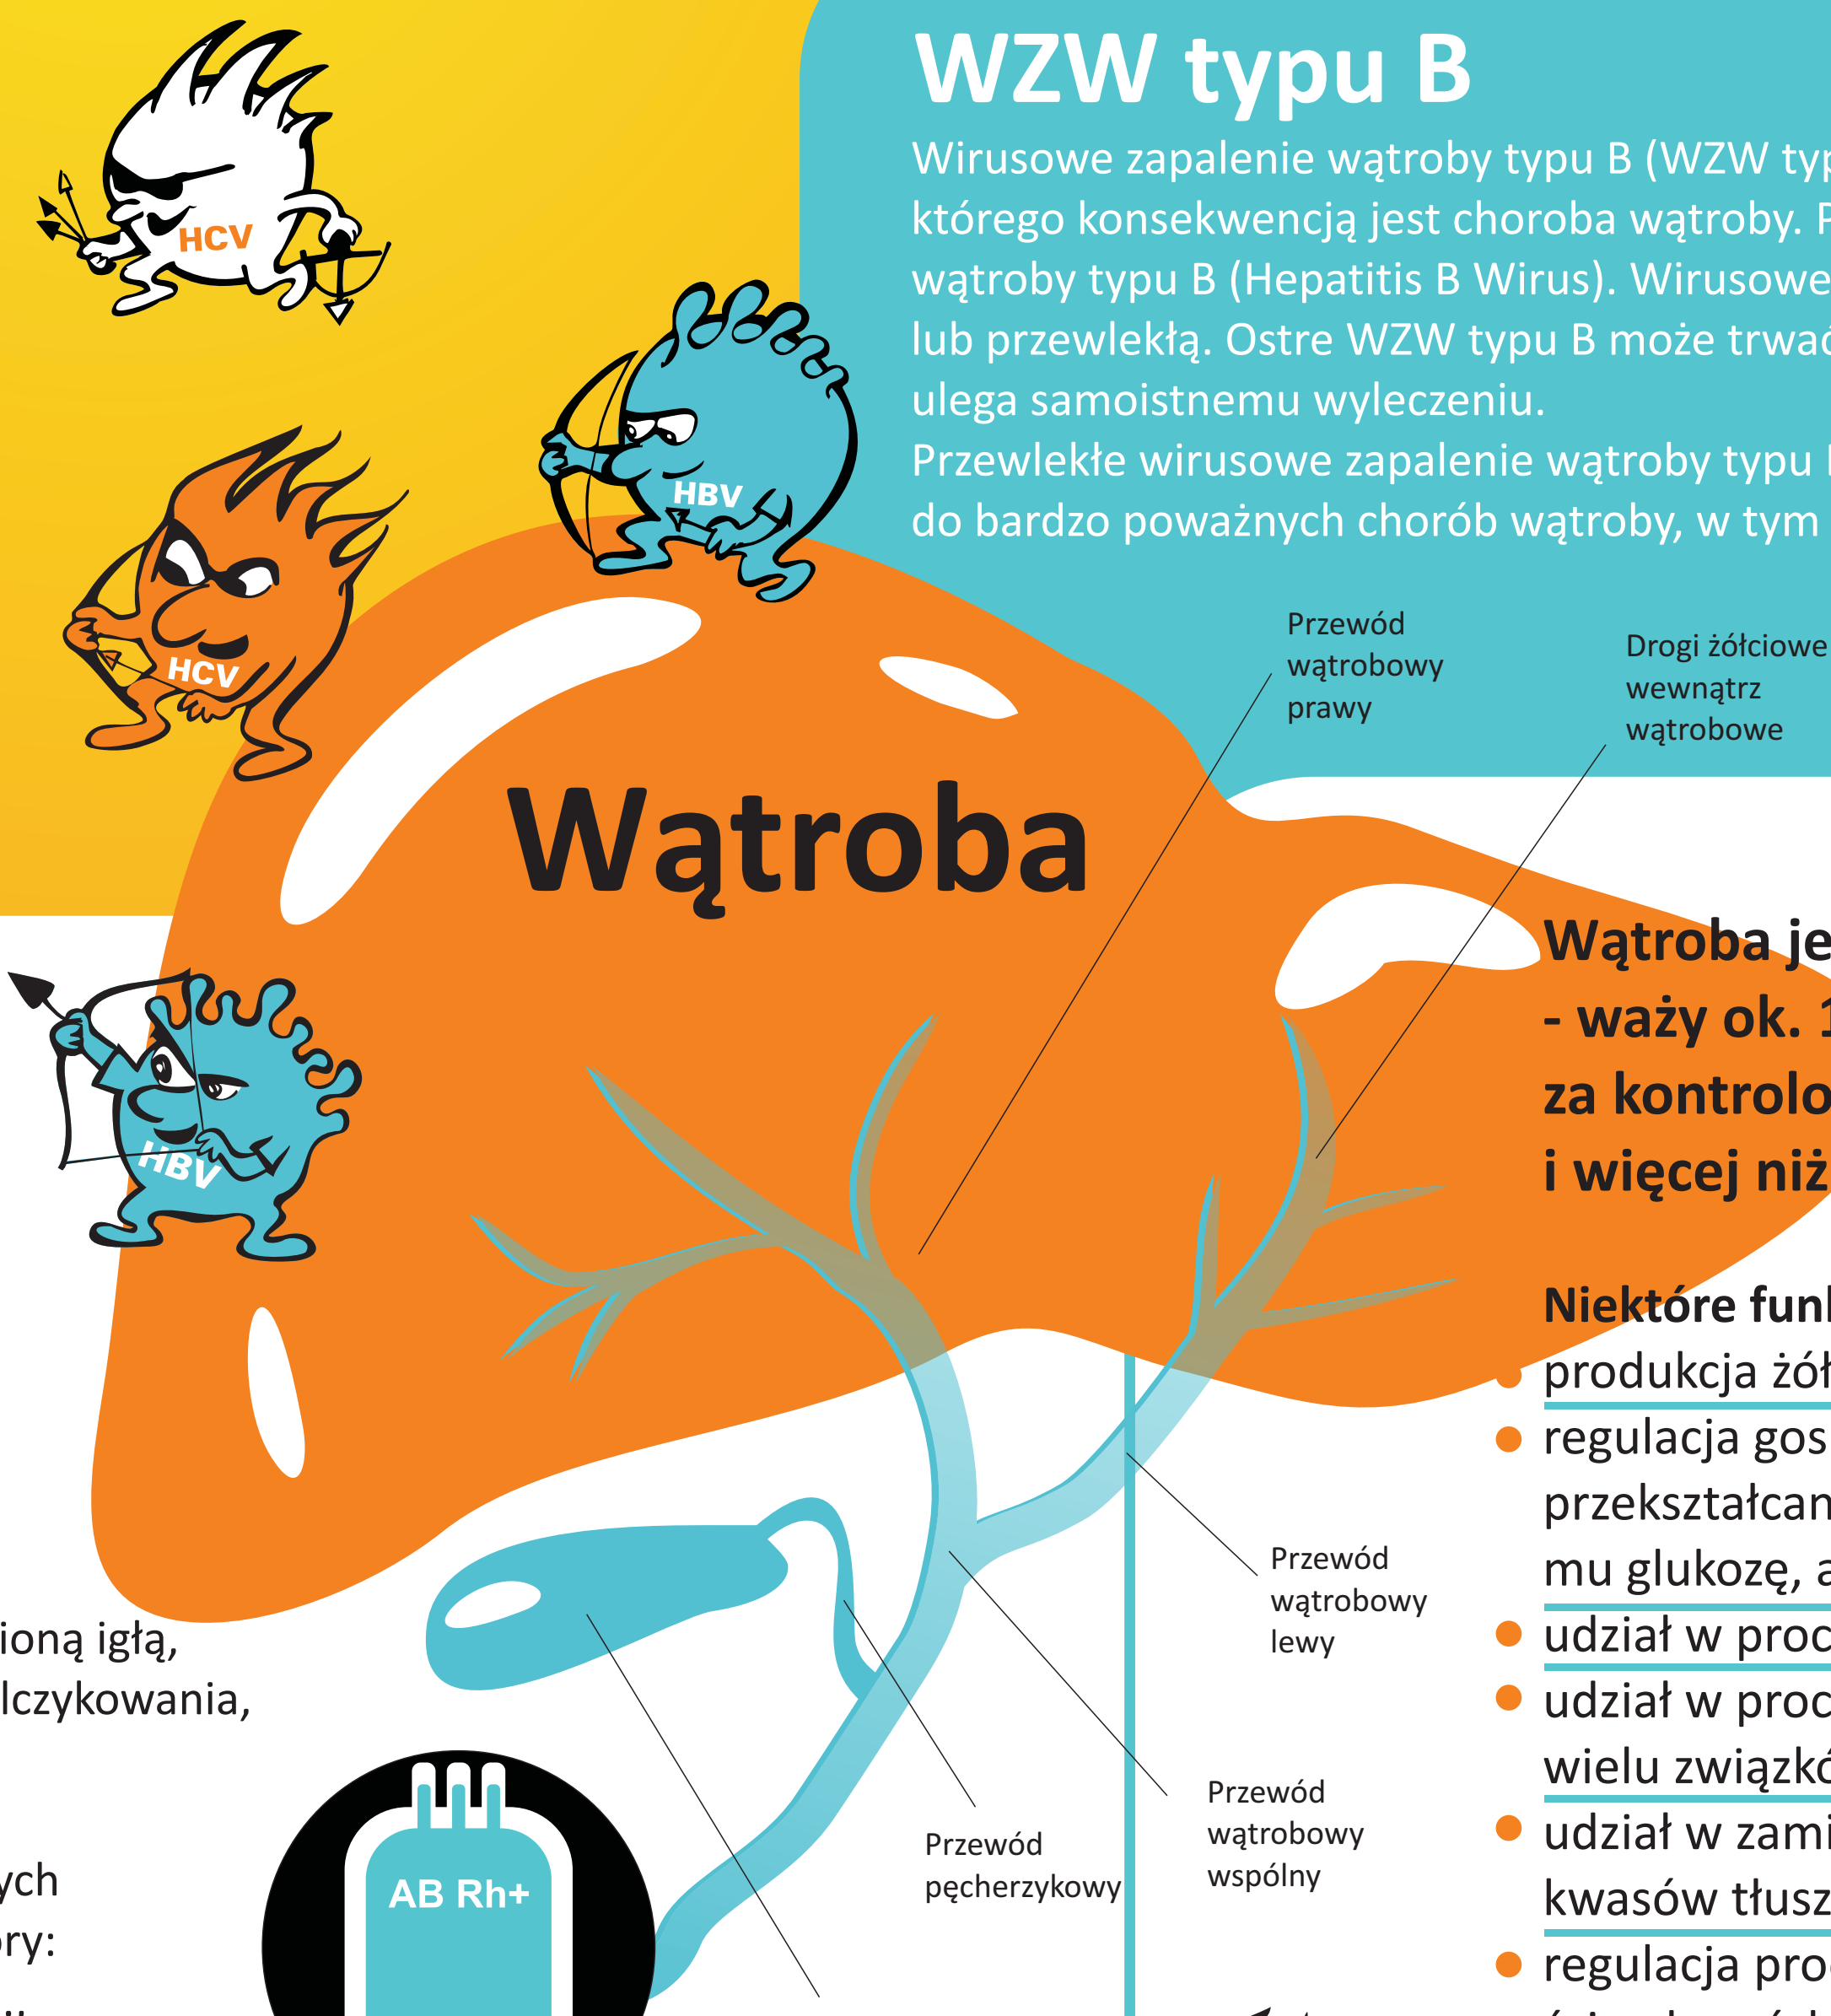 WZW typu B
Wirusowe zapalenie wątroby typu B (WZW
którego konsekwencją jest choroba wątroby.
wątroby typu B (Hepatitis B Wirus). Wirusowe
lub przewlekłą. Ostre WZW typu B może trwać
ulega samoistnemu wyleczeniu.
Przewlekłe wirusowe zapalenie wątroby typu
do bardzo poważnych chorób wątroby, w tym
HCV
HBV
HCV
HBV
Przewód
wątrobowy
prawy
Drogi żółciowe
wewnątrz
wątrobowe
Wątroba
Wątroba je
- waży ok. 1
za kontrolo
i więcej niż
Niektóre funk
produkcja żół
regulacja gos
przekształcan
mu glukozę, a
udział w proc
udział w proc
wielu związkó
udział w zami
kwasów tłusz
regulacja pro
Przewód
wątrobowy
lewy
Przewód
wątrobowy
wspólny
Przewód
pęcherzykowy
ioną igłą,
lczykowania,
ych
ry:
AB Rh+